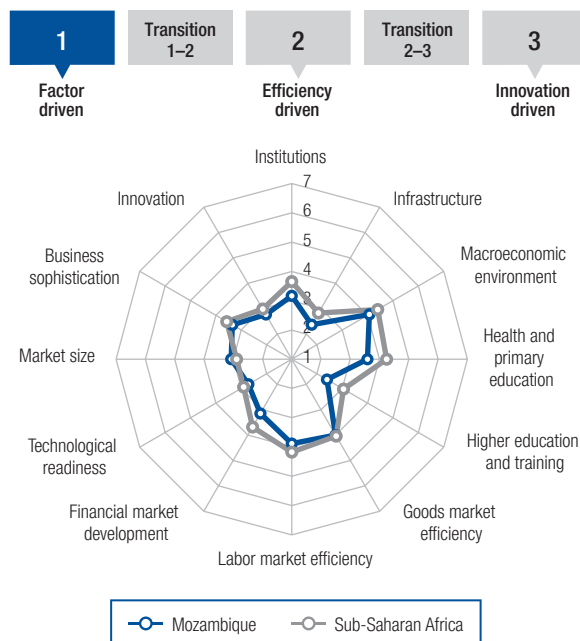 1
Transition
1–2
2
Transition
2–3
3
Factor
driven
Efficiency
driven
Innovation
driven
Institutions
7
Innovation
6
Infrastructure
5
Business
sophistication
4
Macroeconomic
environment
3
2
Market size
1
Health and
primary
education
Technological
readiness
Higher education
and training
Financial market
development
Goods market
efficiency
Labor market efficiency
Mozambique
Sub-Saharan Africa